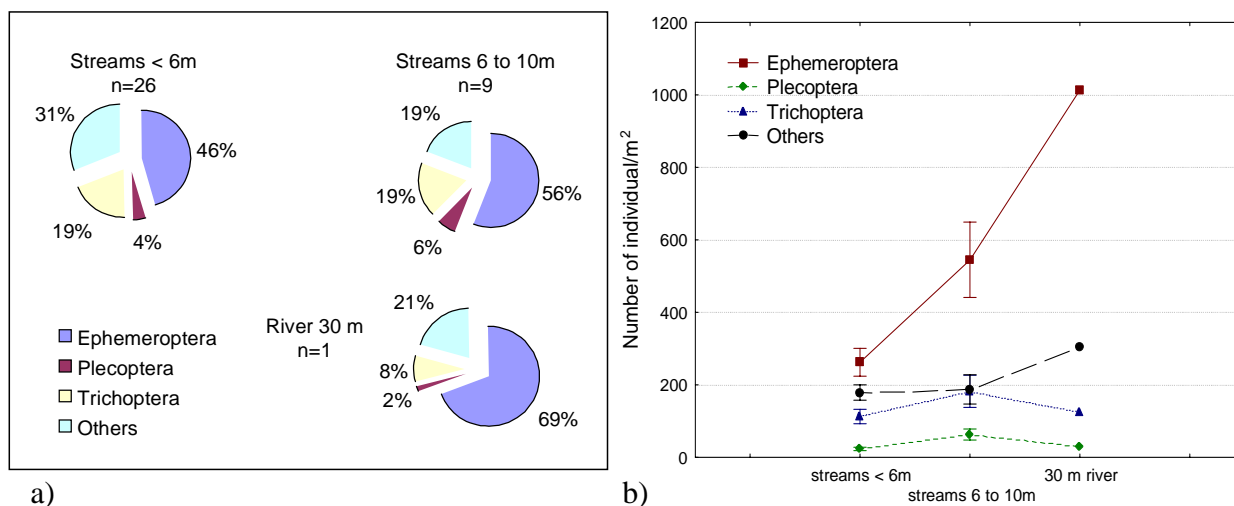 Streams < 6m
n=26
31%
46%
19%
4%
Streams 6 to 10m
n=9
19%
56%
19%
6%
River 30 m
n=1
21%
8%
2%
69%
Ephemeroptera
Plecoptera
Trichoptera
Others
a)
1200
1000
800
600
400
200
0
Number of individual/m²
Ephemeroptera
Plecoptera
Trichoptera
Others
streams < 6m
30 m river
streams 6 to 10m
b)